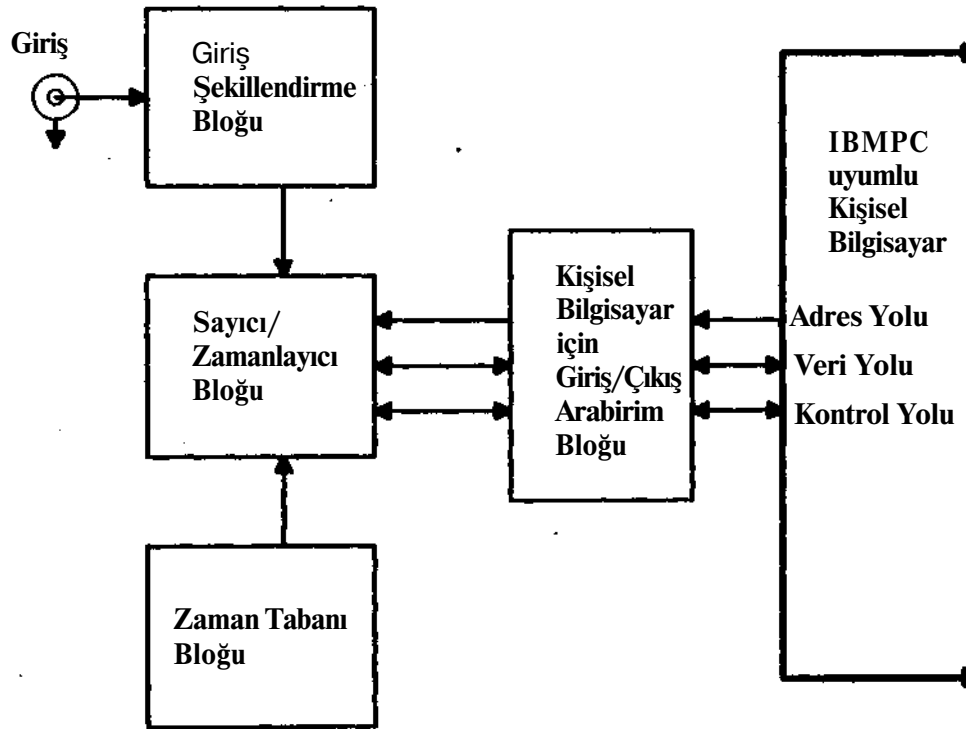 Giriş
Giriş
Şekillendirme
Bloğu
IBMPC
uyumlu
Kişisel
Bilgisayar
Sayıcı/
Zamanlayıcı
Bloğu
Kişisel
Bilgisayar
için
Giriş/Çıkış
Arabirim
Bloğu
Adres Yolu
Veri Yolu
Kontrol Yolu
Zaman Tabanı
Bloğu